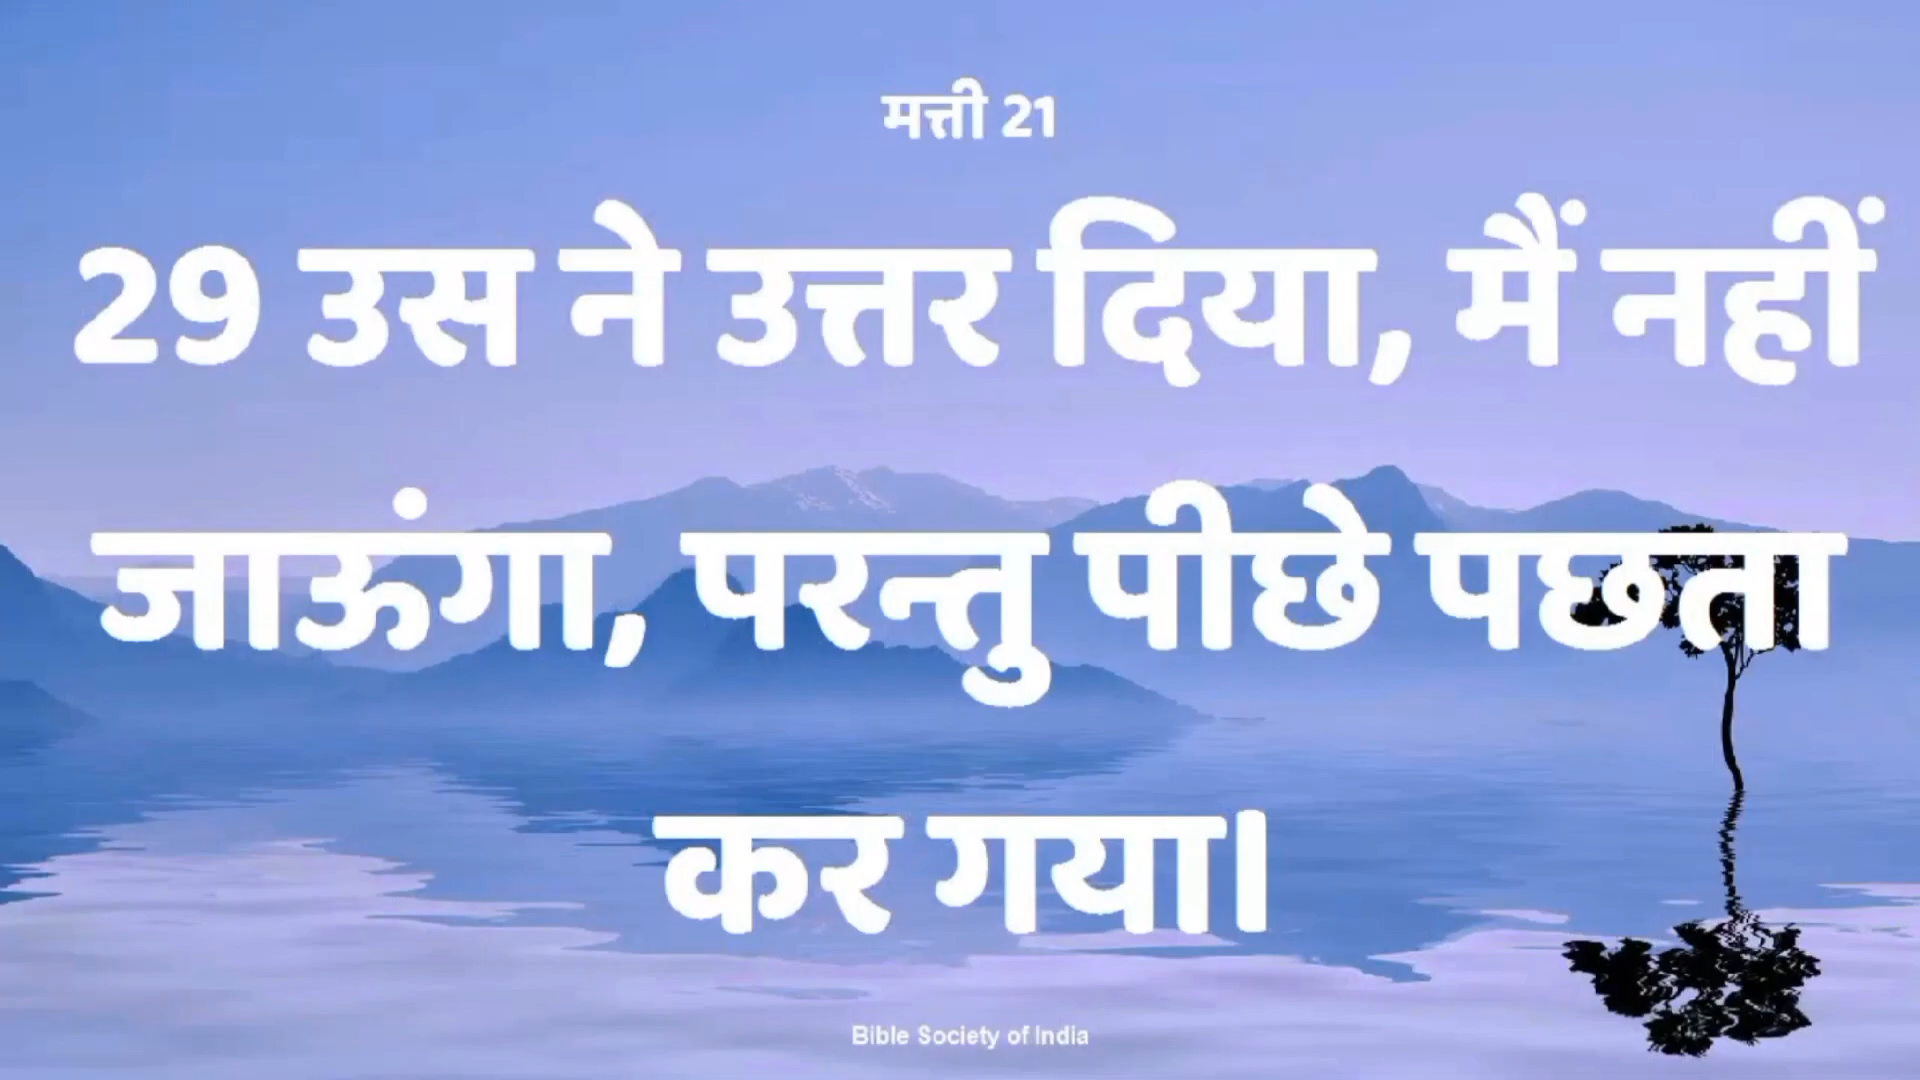 मत्ती 21
29 उस ने उत्तर दिया, मैं नहीं
जाऊंगा, परन्तु पीछे पछता
कर गया।
Bible Society of India